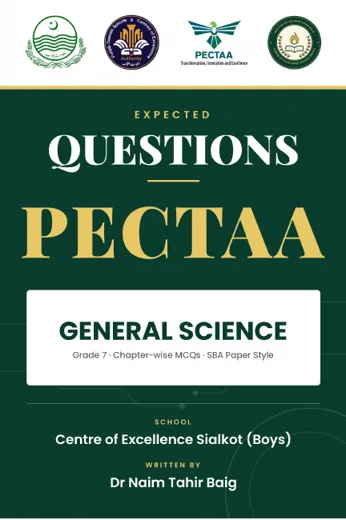 PECTAA
Transformation, Innovation and Excellence
EXPECTED
QUESTIONS
PECTAA
GENERAL SCIENCE
Grade 7 · Chapter-wise MCQs · SBA Paper Style
SCHOOL
Centre of Excellence Sialkot (Boys)
WRITTEN BY
Dr Naim Tahir Baig